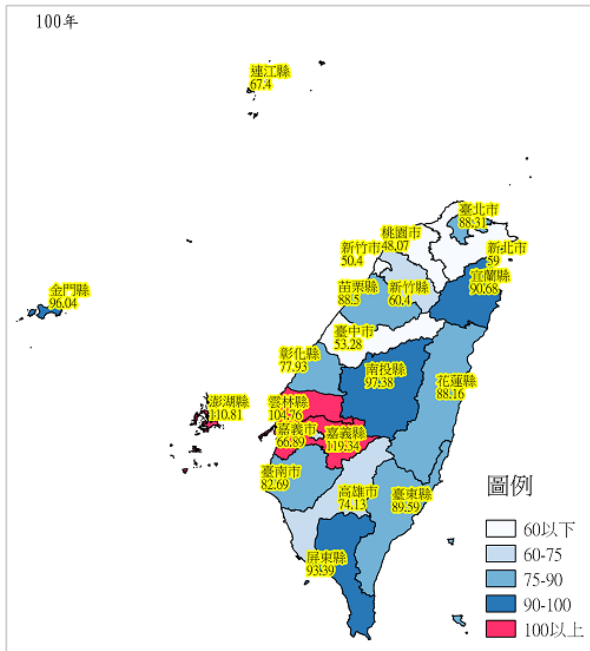 100年
連江縣
67.4
臺北市
88.31
桃園市
48.07
新竹市
50.4
新北市
59
宜蘭縣
90.68
金門縣
96.04
苗栗縣
88.5
新竹縣
60.4
臺中市
53.28
彰化縣
77.93
南投縣
97.38
花蓮縣
88.16
澎湖縣
110.81
雲林縣
104.76
嘉義市
66.89
嘉義縣
119.34
臺南市
82.69
高雄市
74.13
臺東縣
89.59
屏東縣
93.39
圖例
60以下
60-75
75-90
90-100
100以上